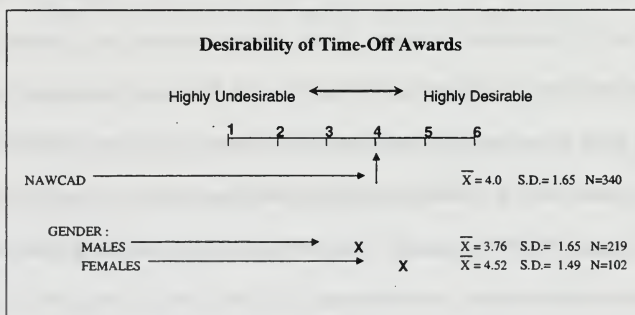 Desirability of Time-Off Awards
Highly Undesirable Highly Desirable
1 2 3 4 5 6
NAWCAD X̄ = 4.0 S.D.= 1.65 N=340
GENDER :
MALES X X̄ = 3.76 S.D.= 1.65 N=219
FEMALES X X̄ = 4.52 S.D.= 1.49 N=102